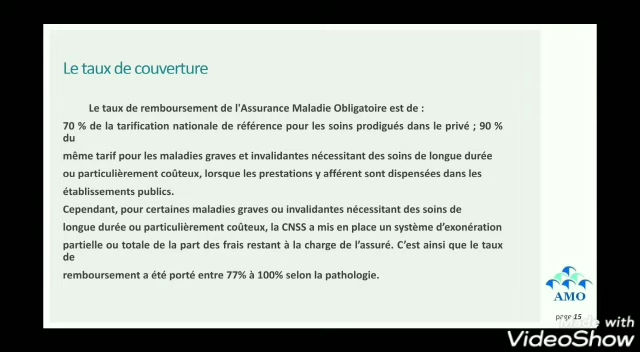 Le taux de couverture
Le taux de remboursement de l'Assurance Maladie Obligatoire est de :
70 % de la tarification nationale de référence pour les soins prodigués dans le privé ; 90 %
du
même tarif pour les maladies graves et invalidantes nécessitant des soins de longue durée
ou particulièrement coûteux, lorsque les prestations y afférent sont dispensées dans les
établissements publics.
Cependant, pour certaines maladies graves ou invalidantes nécessitant des soins de
longue durée ou particulièrement coûteux, la CNSS a mis en place un système d'exonération
partielle ou totale de la part des frais restant à la charge de l'assuré. C'est ainsi que le taux
de
remboursement a été porté entre 77% à 100% selon la pathologie.
AMO
page 15
Made with
VideoShow